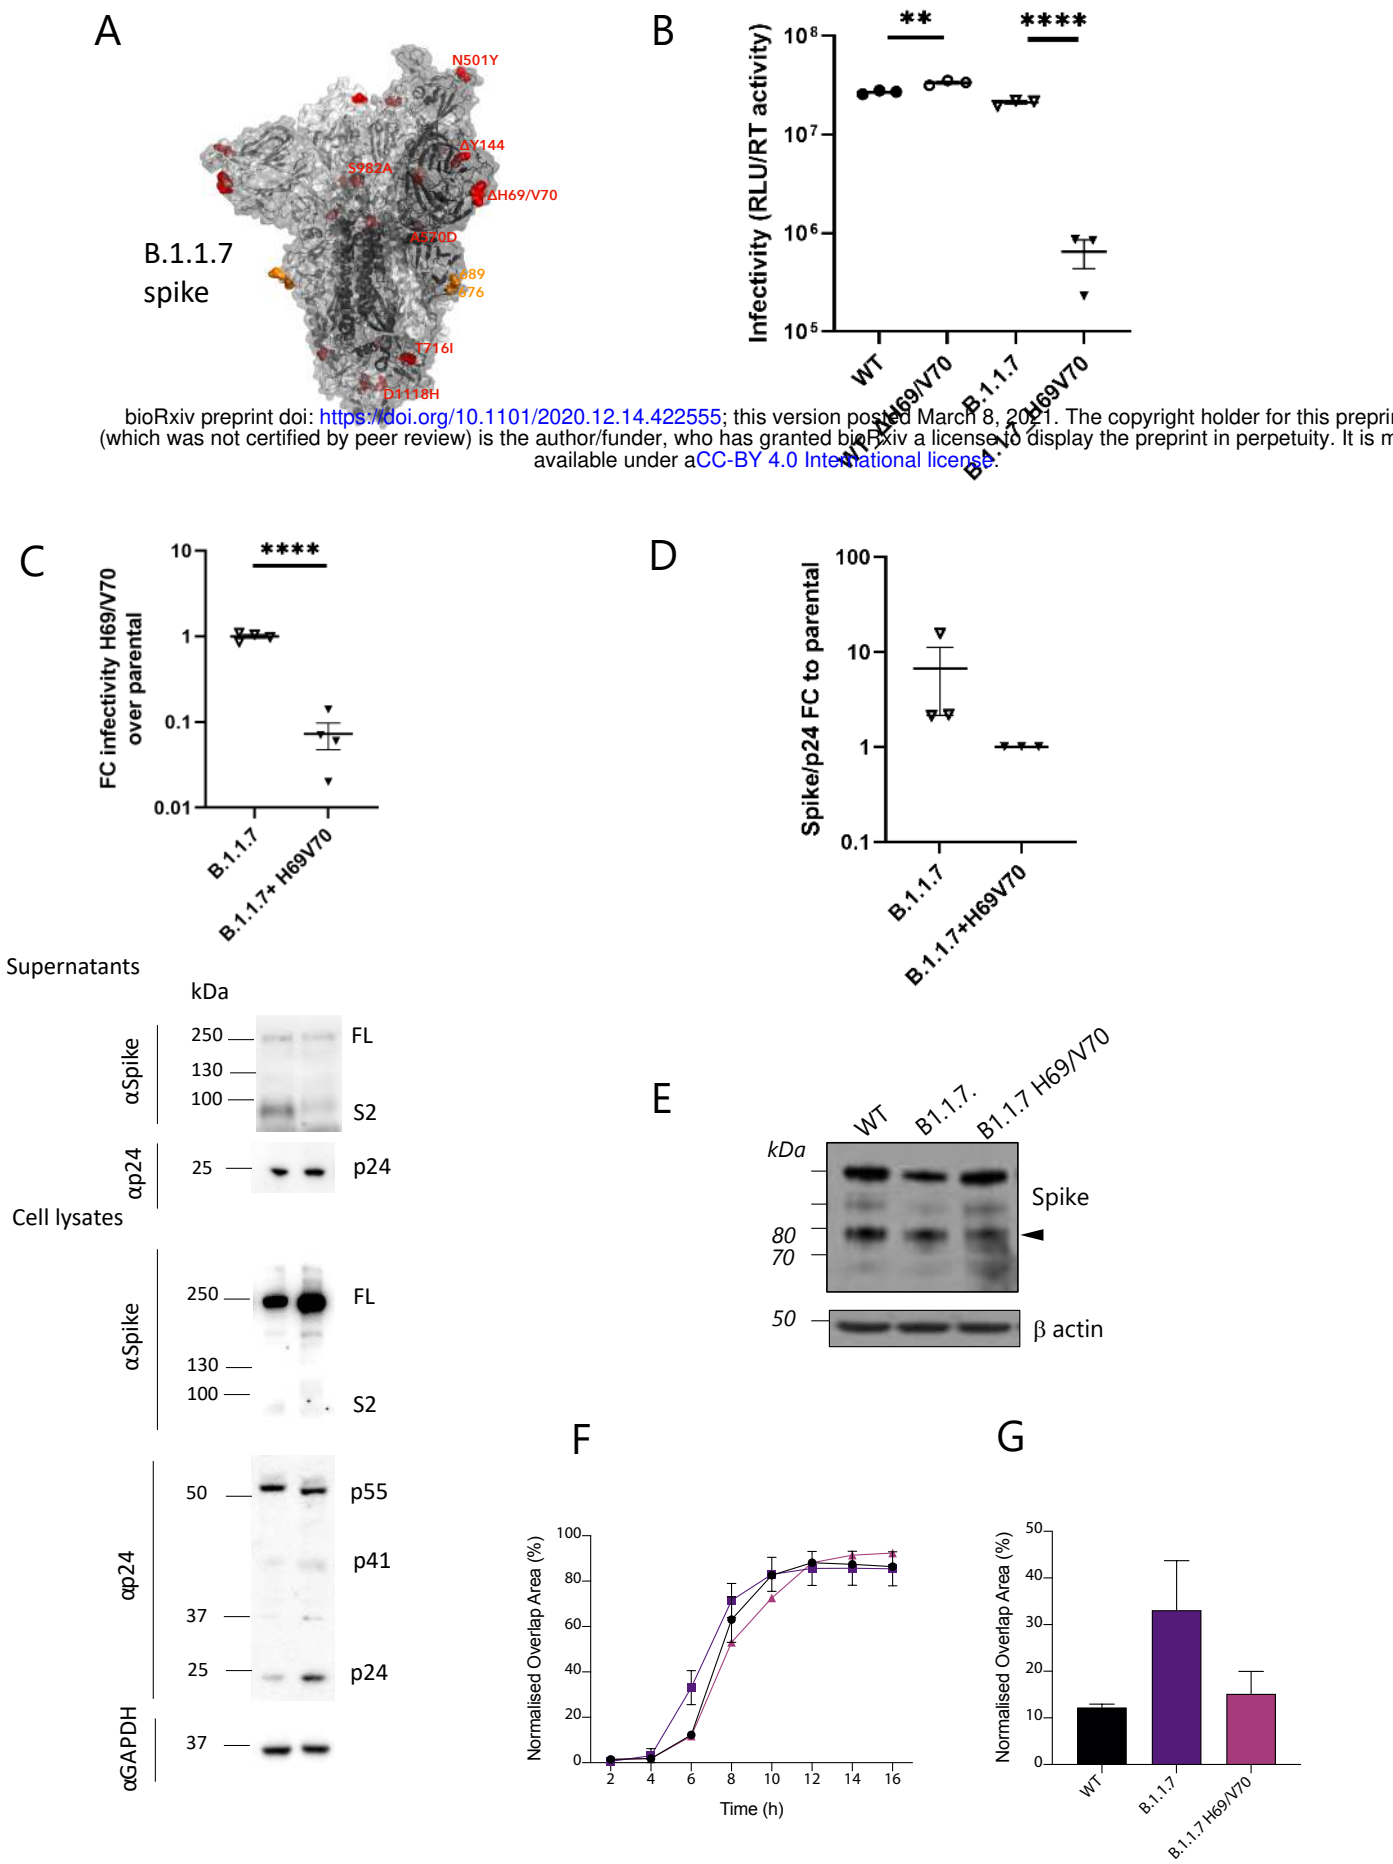 A
N501Y
ΔY144
S982A
ΔH69/V70
A570D
B.1.1.7
spike
T716I
D1118H
B
** ****
Infectivity (RLU/RT activity)
10⁸
10⁷
10⁶
10⁵
WT
WT_ΔH69/V70
B.1.1.7
B.1.1.7_H69V70
bioRxiv preprint doi: https://doi.org/10.1101/2020.12.14.422555; this version posted March 8, 2021. The copyright holder for this
(which was not certified by peer review) is the author/funder, who has granted bioRxiv a license to display the preprint in perpetuity. It is
available under aCC-BY 4.0 International license.
C
****
FC infectivity H69/V70
over parental
10
1
0.1
0.01
B.1.1.7
B.1.1.7+ H69V70
D
Spike/p24 FC to parental
100
10
1
0.1
B.1.1.7
B.1.1.7+H69V70
Supernatants
kDa
αSpike
250 FL
130
100 S2
αp24
25 p24
Cell lysates
αSpike
250 FL
130
100 S2
αp24
50 p55
p41
37
25 p24
αGAPDH
37
E
WT B1.1.7. B1.1.7 H69/V70
kDa
Spike
80
70
50 β actin
F
Normalised Overlap Area (%)
100
80
60
40
20
0
2 4 6 8 10 12 14 16
Time (h)
G
Normalised Overlap Area (%)
50
40
30
20
10
0
WT
B.1.1.7
B.1.1.7 H69/V70